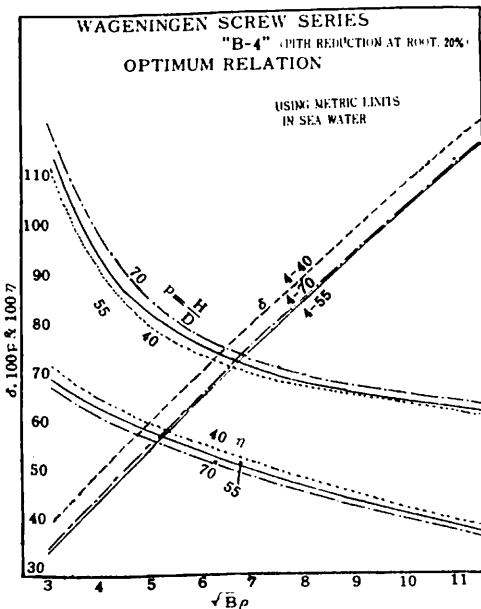 WAGENINGEN SCREW SERIES
"B-4" (PITH REDUCTION AT ROOT. 20%)
OPTIMUM RELATION
USING METRIC LIMITS
IN SEA WATER
110
100
90
80
70
60
50
40
30
δ, 100p & 100 η
70
p=H/D
55
40
δ
4-40
4-70
4-55
40 η
70
55
3
4
5
6
7
8
9
10
11
√Bρ